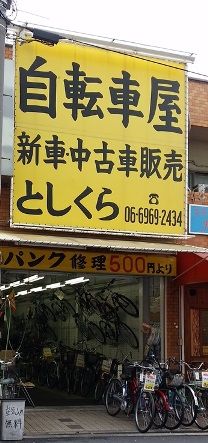 自転車屋
新車・中古車販売
としくら ☎ 06-6969-2434
パンク修理500円より
無料